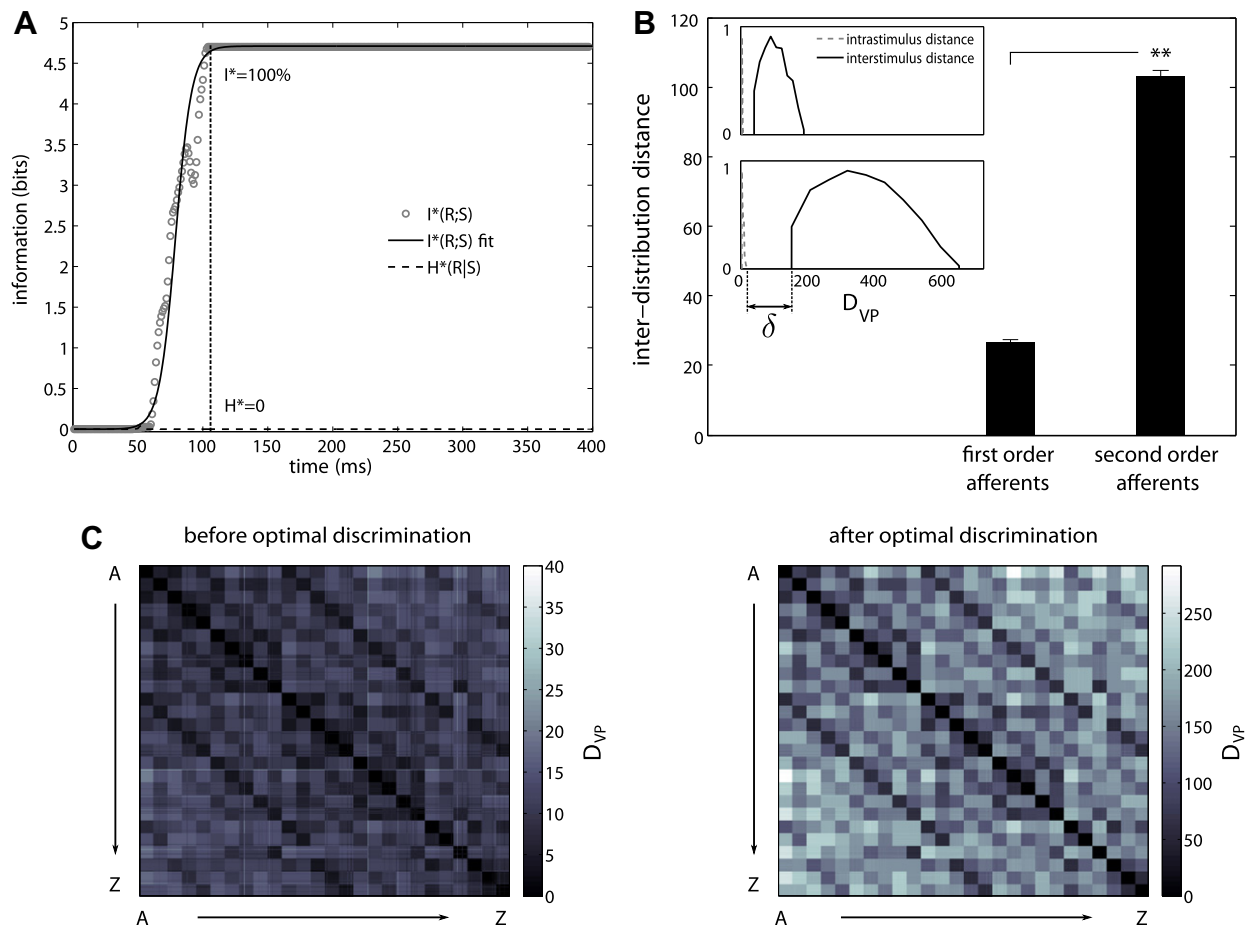 A
5
4.5
4
3.5
3
2.5
2
1.5
1
0.5
0
information (bits)
I*=100%
I*(R;S)
I*(R;S) fit
H*(R|S)
H*=0
0 50 100 150 200 250 300 350 400
time (ms)
B
120
100
80
60
40
20
0
inter-distribution distance
1
0
intrastimulus distance
interstimulus distance
**
1
0
0 200 400 600
δ
D_VP
first order
afferents
second order
afferents
C
before optimal discrimination
A
Z
A Z
40
35
30
25
20
15
10
5
0
D_VP
after optimal discrimination
A
Z
A Z
250
200
150
100
50
0
D_VP